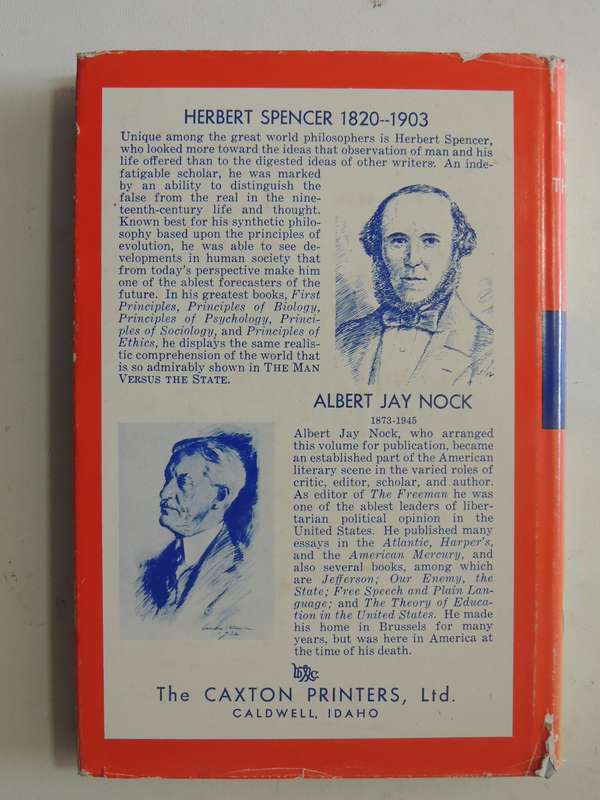 HERBERT SPENCER 1820--1903
Unique among the great world philosophers is Herbert Spencer,
who looked more toward the ideas that observation of man and his
life offered than to the digested ideas of other writers. An inde-
fatigable scholar, he was marked
by an ability to distinguish the
false from the real in the nine-
teenth-century life and thought.
Known best for his synthetic philo-
sophy based upon the principles of
evolution, he was able to see de-
velopments in human society that
from today's perspective make him
one of the ablest forecasters of the
future. In his greatest books, First
Principles, Principles of Biology,
Principles of Psychology, Princi-
ples of Sociology, and Principles of
Ethics, he displays the same realis-
tic comprehension of the world that
is so admirably shown in THE MAN
VERSUS THE STATE.
ALBERT JAY NOCK
1873-1945
Albert Jay Nock, who arranged
this volume for publication, became
an established part of the American
literary scene in the varied roles of
critic, editor, scholar, and author.
As editor of The Freeman he was
one of the ablest leaders of liber-
tarian political opinion in the
United States. He published many
essays in the Atlantic, Harper's,
and the American Mercury, and
also several books, among which
are Jefferson; Our Enemy, the
State; Free Speech and Plain Lan-
guage; and The Theory of Educa-
tion in the United States. He made
his home in Brussels for many
years, but was here in America at
the time of his death.
The CAXTON PRINTERS, Ltd.
CALDWELL, IDAHO
TH